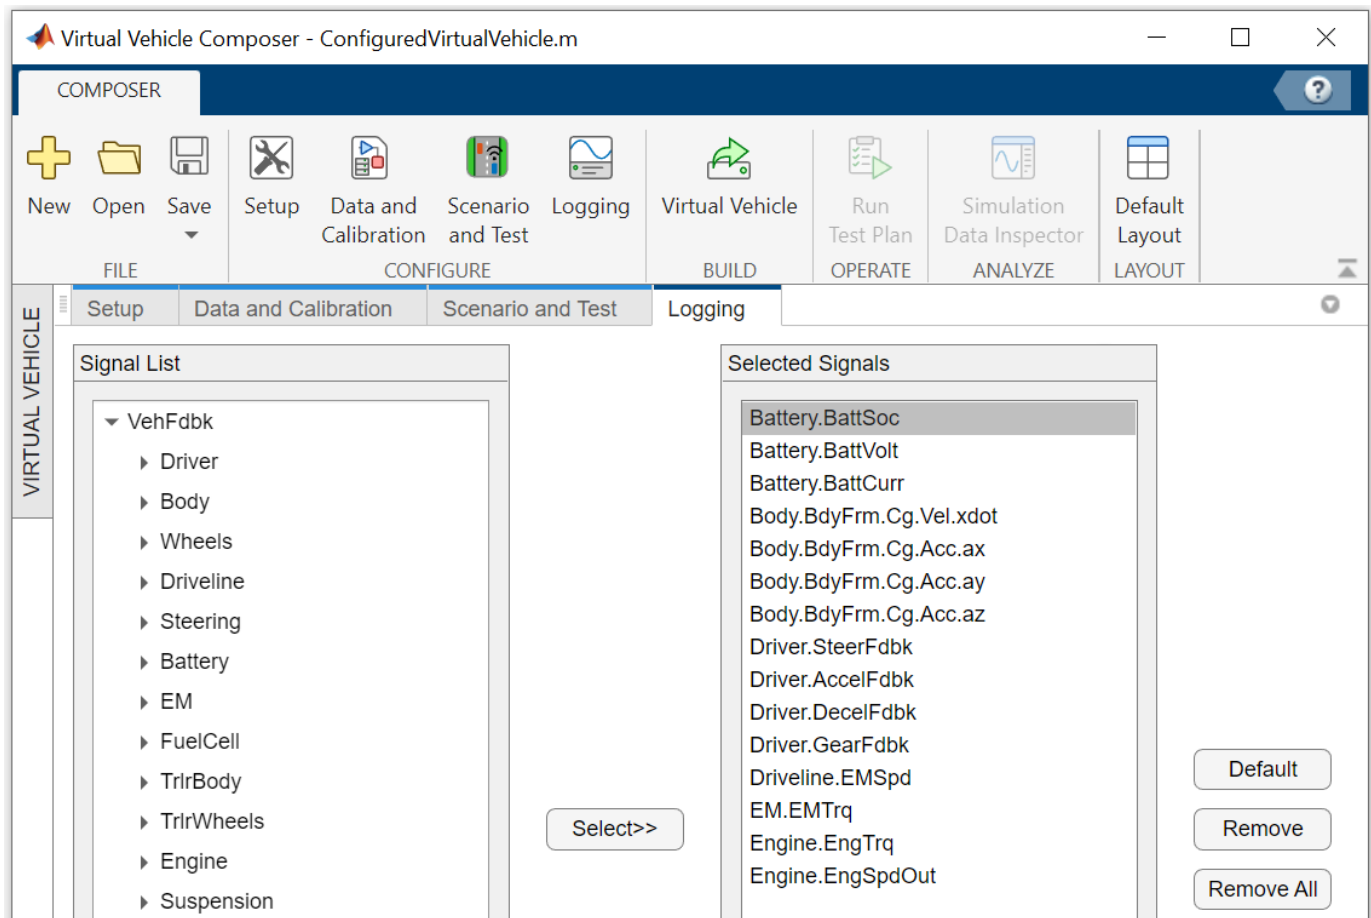 Virtual Vehicle Composer - ConfiguredVirtualVehicle.m
COMPOSER
?
New
Open
Save
Setup
Data and
Calibration
Scenario
and Test
Logging
Virtual Vehicle
Run
Test Plan
Simulation
Data Inspector
Default
Layout
FILE
CONFIGURE
BUILD
OPERATE
ANALYZE
LAYOUT
VIRTUAL VEHICLE
Setup
Data and Calibration
Scenario and Test
Logging
Signal List
VehFdbk
Driver
Body
Wheels
Driveline
Steering
Battery
EM
FuelCell
TrlrBody
TrlrWheels
Engine
Suspension
Select>>
Selected Signals
Battery.BattSoc
Battery.BattVolt
Battery.BattCurr
Body.BdyFrm.Cg.Vel.xdot
Body.BdyFrm.Cg.Acc.ax
Body.BdyFrm.Cg.Acc.ay
Body.BdyFrm.Cg.Acc.az
Driver.SteerFdbk
Driver.AccelFdbk
Driver.DecelFdbk
Driver.GearFdbk
Driveline.EMSpd
EM.EMTrq
Engine.EngTrq
Engine.EngSpdOut
Default
Remove
Remove All